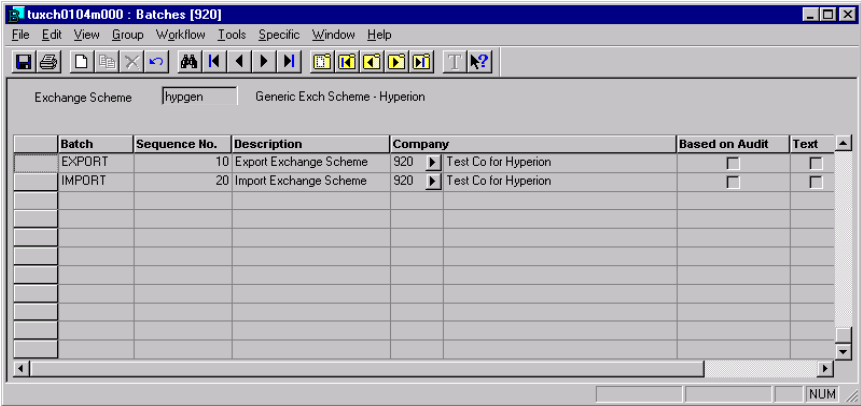 tuxch0104m000 : Batches [920]
File Edit View Group Workflow Tools Specific Window Help
T ?
Exchange Scheme hypgen Generic Exch Scheme - Hyperion
Batch Sequence No. Description Company Based on Audit Text
EXPORT 10 Export Exchange Scheme 920 Test Co for Hyperion
IMPORT 20 Import Exchange Scheme 920 Test Co for Hyperion
NUM